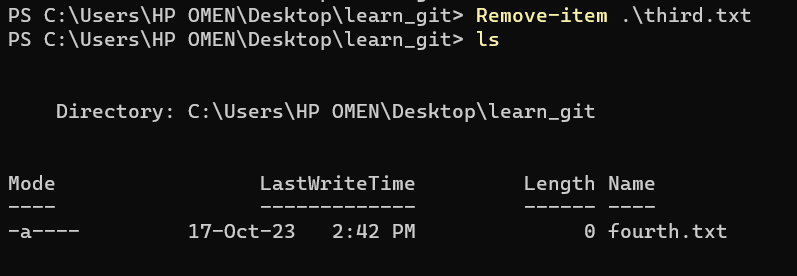 PS C:\Users\HP OMEN\Desktop\learn_git> Remove-item .\third.txt
PS C:\Users\HP OMEN\Desktop\learn_git> ls
Directory: C:\Users\HP OMEN\Desktop\learn_git
Mode LastWriteTime Length Name
---- ------------- ------ ----
-a---- 17-Oct-23 2:42 PM 0 fourth.txt